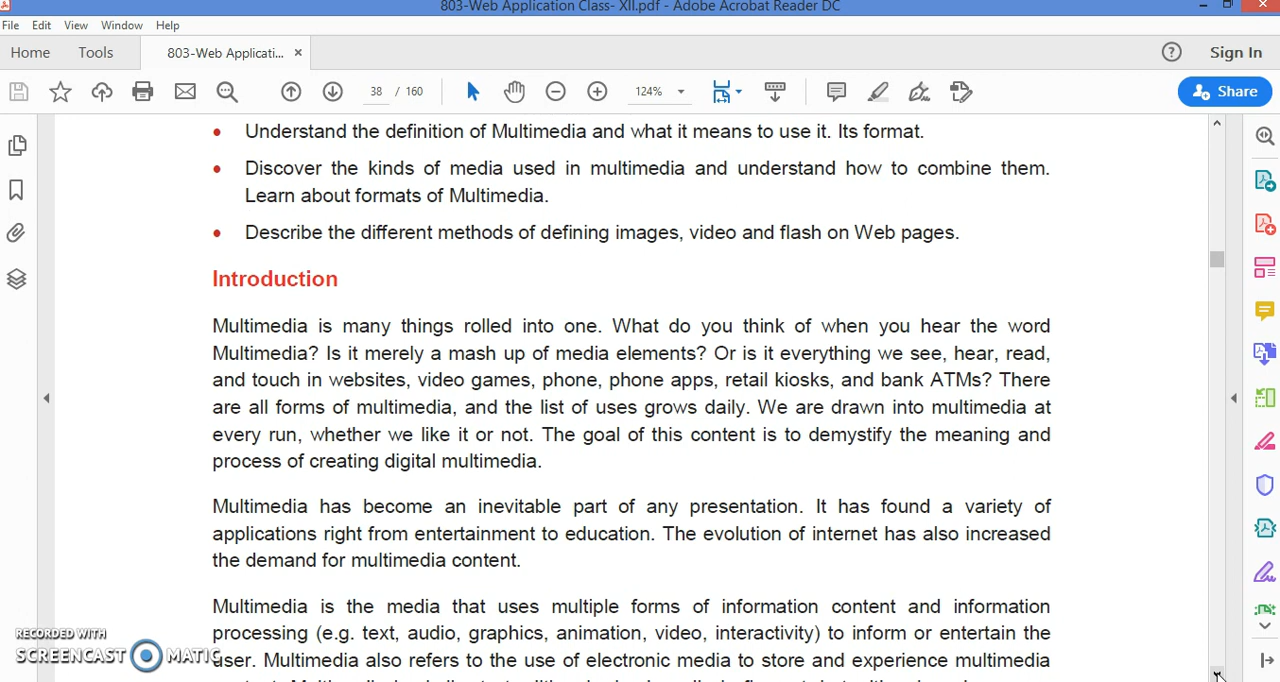 803-Web Application Class- XII.pdf - Adobe Acrobat Reader DC
File Edit View Window Help
Home Tools 803-Web Applicati... × Sign In
38 / 160 124% Share
• Understand the definition of Multimedia and what it means to use it. Its format.
• Discover the kinds of media used in multimedia and understand how to combine them.
Learn about formats of Multimedia.
• Describe the different methods of defining images, video and flash on Web pages.
Introduction
Multimedia is many things rolled into one. What do you think of when you hear the word
Multimedia? Is it merely a mash up of media elements? Or is it everything we see, hear, read,
and touch in websites, video games, phone, phone apps, retail kiosks, and bank ATMs? There
are all forms of multimedia, and the list of uses grows daily. We are drawn into multimedia at
every run, whether we like it or not. The goal of this content is to demystify the meaning and
process of creating digital multimedia.
Multimedia has become an inevitable part of any presentation. It has found a variety of
applications right from entertainment to education. The evolution of internet has also increased
the demand for multimedia content.
Multimedia is the media that uses multiple forms of information content and information
processing (e.g. text, audio, graphics, animation, video, interactivity) to inform or entertain the
user. Multimedia also refers to the use of electronic media to store and experience multimedia
RECORDED WITH
SCREENCAST MATIC